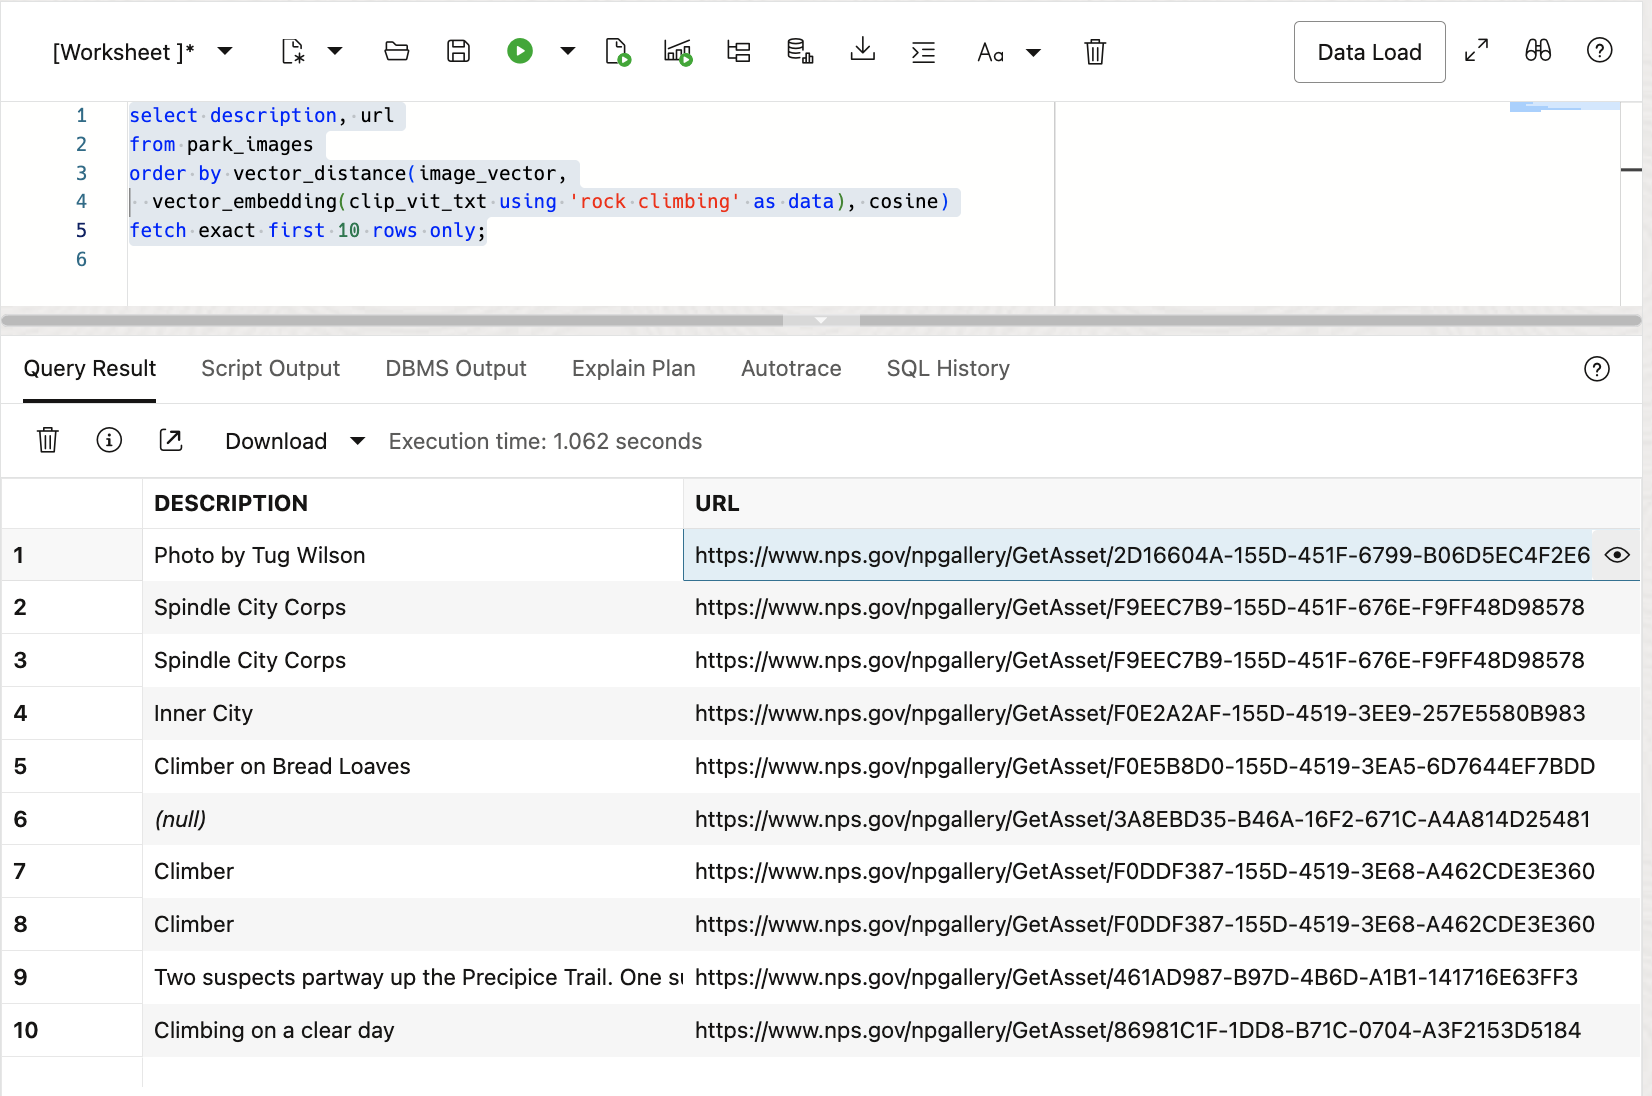 [Worksheet ]*
Aa
Data Load
1 select description, url
2 from park_images
3 order by vector_distance(image_vector,
4 vector_embedding(clip_vit_txt using 'rock climbing' as data), cosine)
5 fetch exact first 10 rows only;
6
Query Result Script Output DBMS Output Explain Plan Autotrace SQL History
Download Execution time: 1.062 seconds
DESCRIPTION URL
1 Photo by Tug Wilson https://www.nps.gov/npgallery/GetAsset/2D16604A-155D-451F-6799-B06D5EC4F2E6
2 Spindle City Corps https://www.nps.gov/npgallery/GetAsset/F9EEC7B9-155D-451F-676E-F9FF48D98578
3 Spindle City Corps https://www.nps.gov/npgallery/GetAsset/F9EEC7B9-155D-451F-676E-F9FF48D98578
4 Inner City https://www.nps.gov/npgallery/GetAsset/F0E2A2AF-155D-4519-3EE9-257E5580B983
5 Climber on Bread Loaves https://www.nps.gov/npgallery/GetAsset/F0E5B8D0-155D-4519-3EA5-6D7644EF7BDD
6 (null) https://www.nps.gov/npgallery/GetAsset/3A8EBD35-B46A-16F2-671C-A4A814D25481
7 Climber https://www.nps.gov/npgallery/GetAsset/F0DDF387-155D-4519-3E68-A462CDE3E360
8 Climber https://www.nps.gov/npgallery/GetAsset/F0DDF387-155D-4519-3E68-A462CDE3E360
9 Two suspects partway up the Precipice Trail. One https://www.nps.gov/npgallery/GetAsset/461AD987-B97D-4B6D-A1B1-141716E63FF3
10 Climbing on a clear day https://www.nps.gov/npgallery/GetAsset/86981C1F-1DD8-B71C-0704-A3F2153D5184